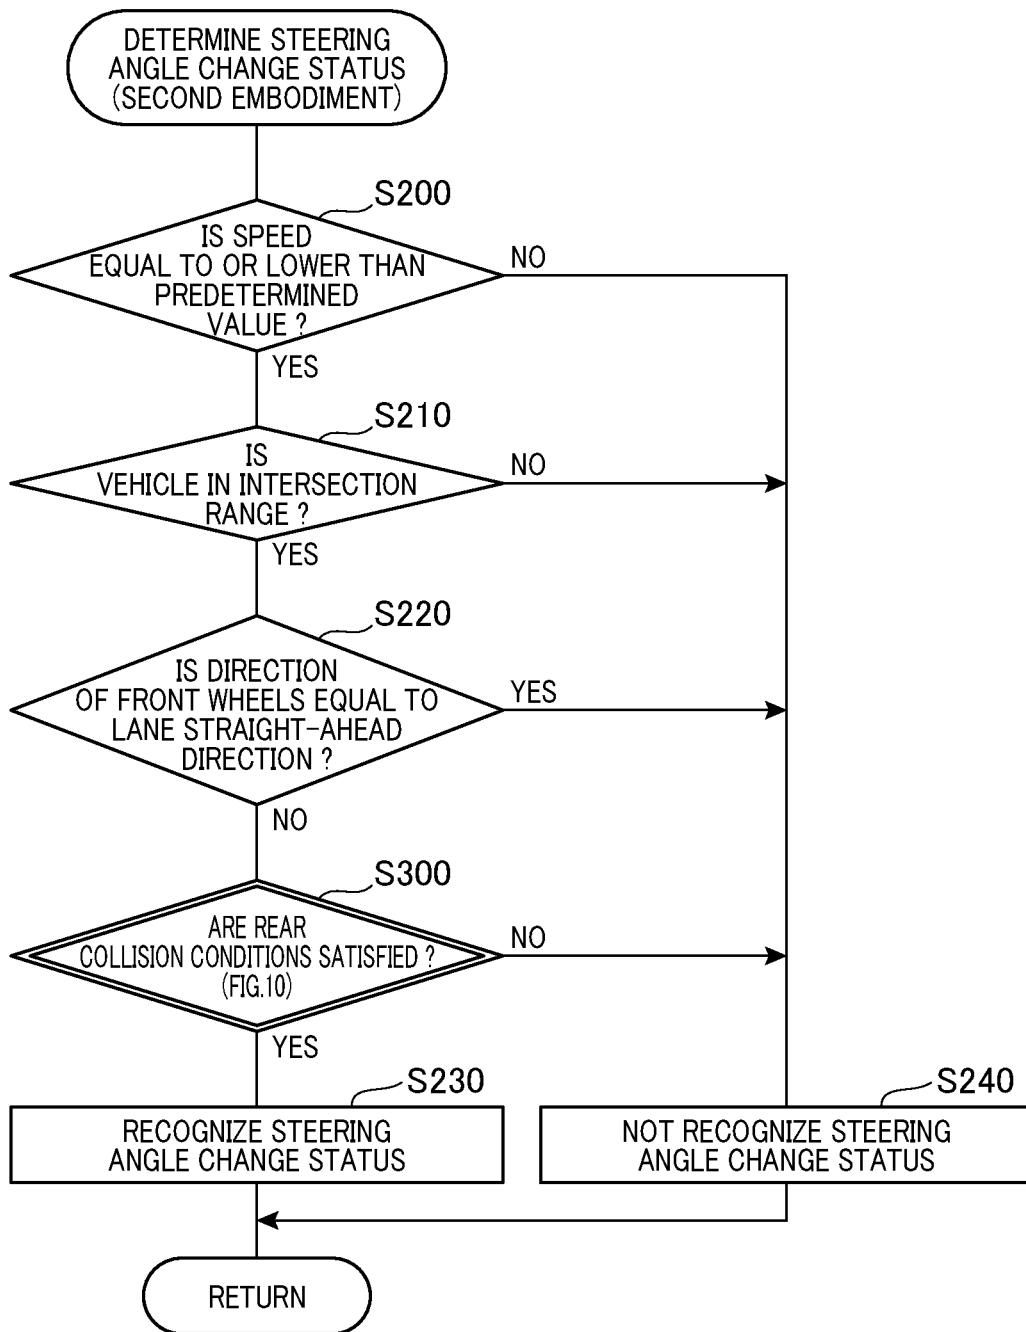 DETERMINE STEERING
ANGLE CHANGE STATUS
(SECOND EMBODIMENT)
S200
IS SPEED
EQUAL TO OR LOWER THAN
PREDETERMINED
VALUE ?
NO
YES
S210
IS
VEHICLE IN INTERSECTION
RANGE ?
NO
YES
S220
IS DIRECTION
OF FRONT WHEELS EQUAL TO
LANE STRAIGHT-AHEAD
DIRECTION ?
YES
NO
S300
ARE REAR
COLLISION CONDITIONS SATISFIED ?
(FIG.10)
NO
YES
S230
RECOGNIZE STEERING
ANGLE CHANGE STATUS
S240
NOT RECOGNIZE STEERING
ANGLE CHANGE STATUS
RETURN